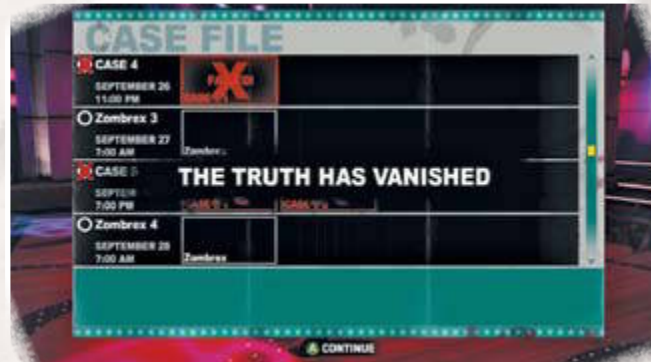 CASE FILE
CASE 4
SEPTEMBER 26
11:00 PM
Zombrex 3
SEPTEMBER 27
7:00 AM
CASE 5
7:00 PM
THE TRUTH HAS VANISHED
Zombrex 4
SEPTEMBER 28
7:00 AM
Zombrex
A CONTINUE